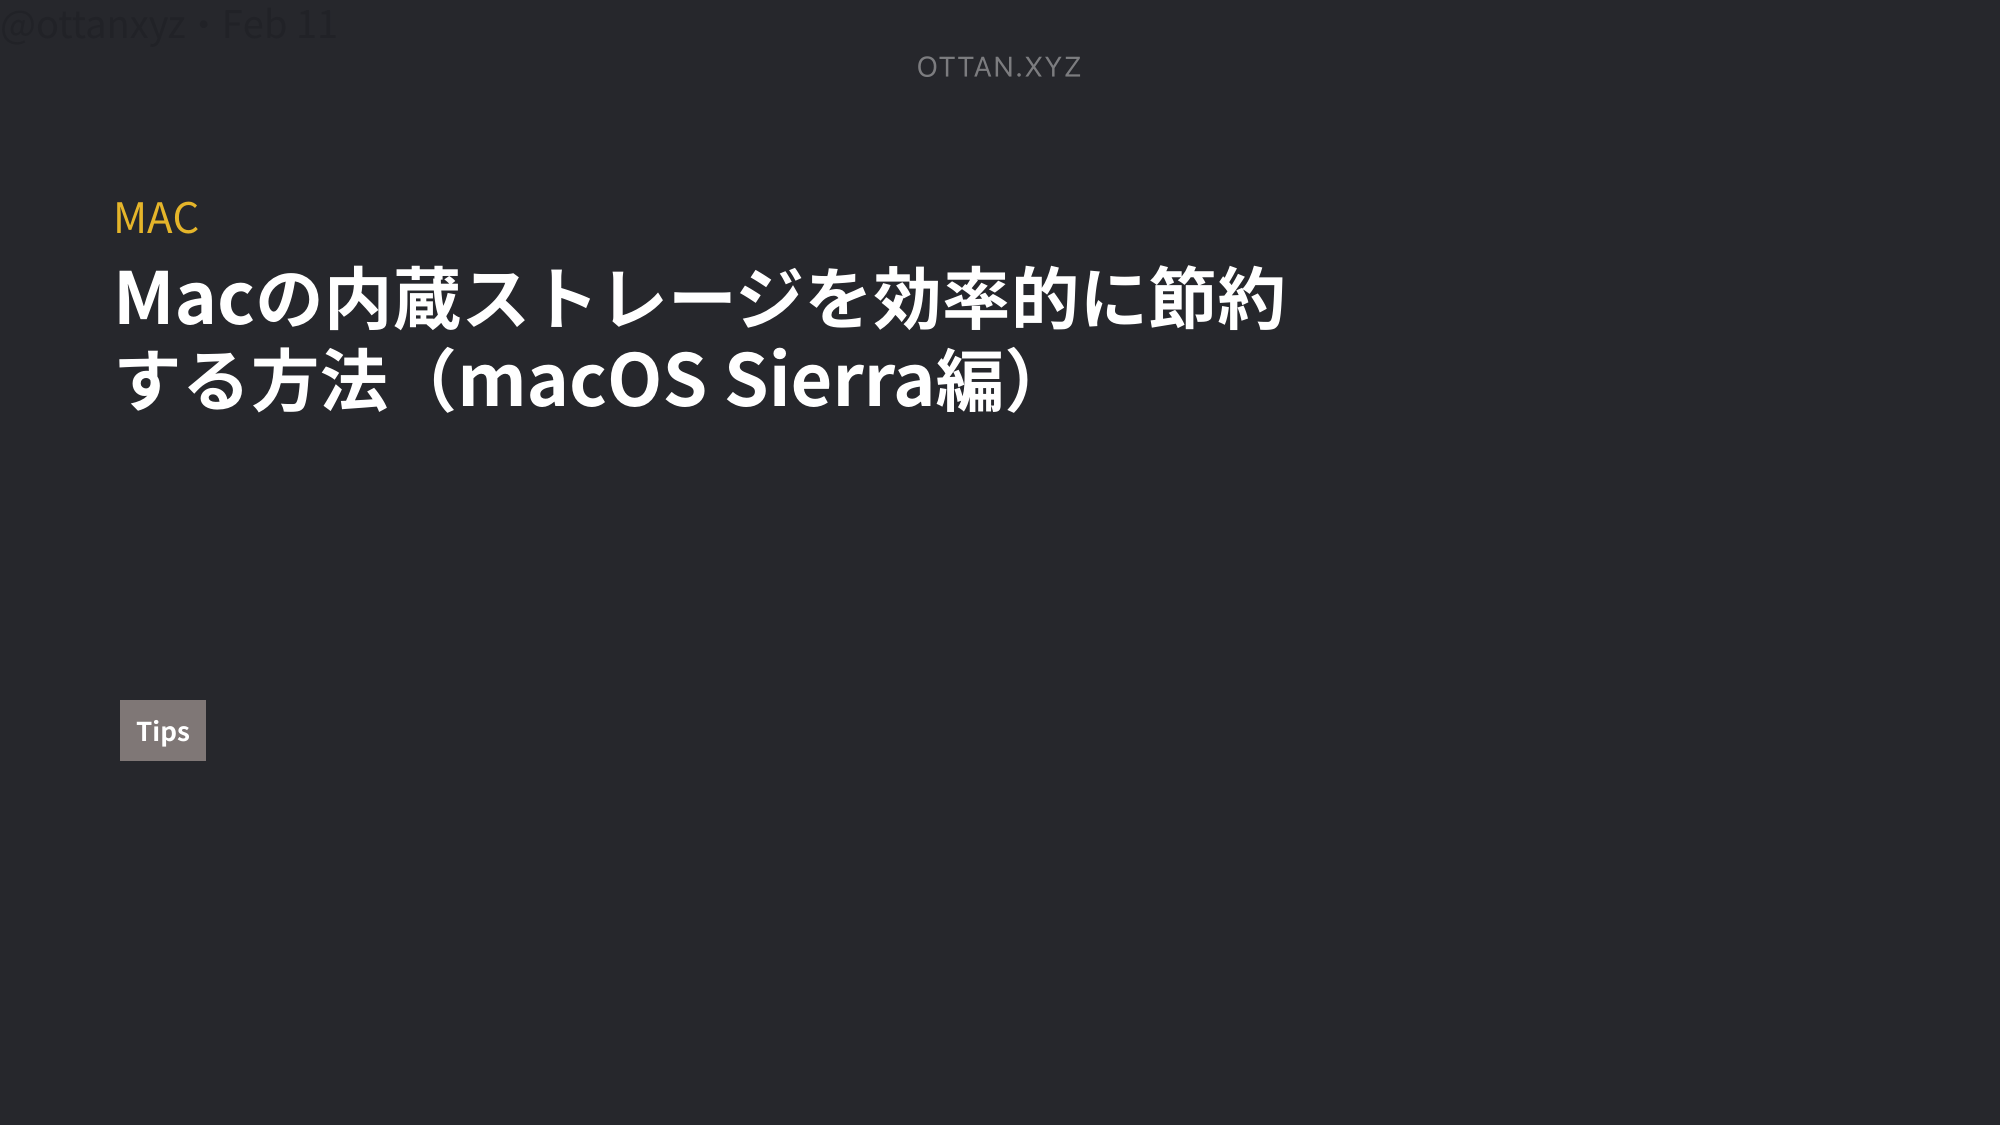 @ottanxyz・Feb 11
OTTAN.XYZ
MAC
Macの内蔵ストレージを効率的に節約
する方法（macOS Sierra編）
Tips